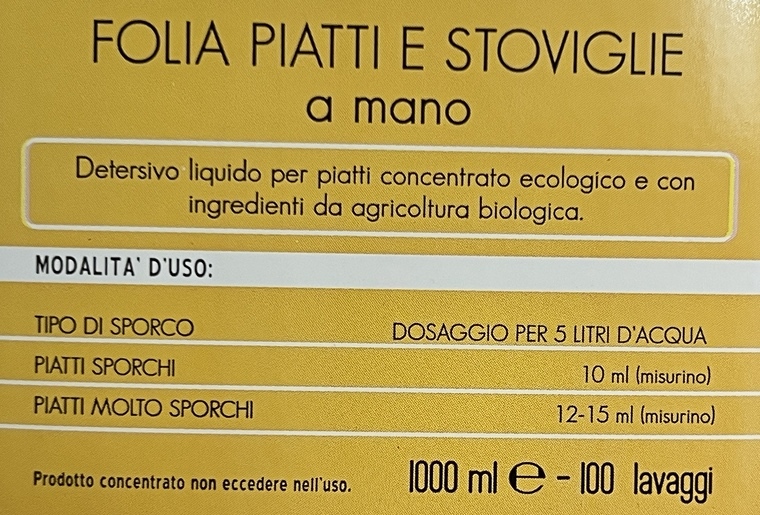 FOLIA PIATTI E STOVIGLIE
a mano
Detersivo liquido per piatti concentrato ecologico e con
ingredienti da agricoltura biologica.
MODALITA' D'USO:
TIPO DI SPORCO DOSAGGIO PER 5 LITRI D'ACQUA
PIATTI SPORCHI 10 ml (misurino)
PIATTI MOLTO SPORCHI 12-15 ml (misurino)
Prodotto concentrato non eccedere nell'uso. 1000 ml ℮ - 100 lavaggi